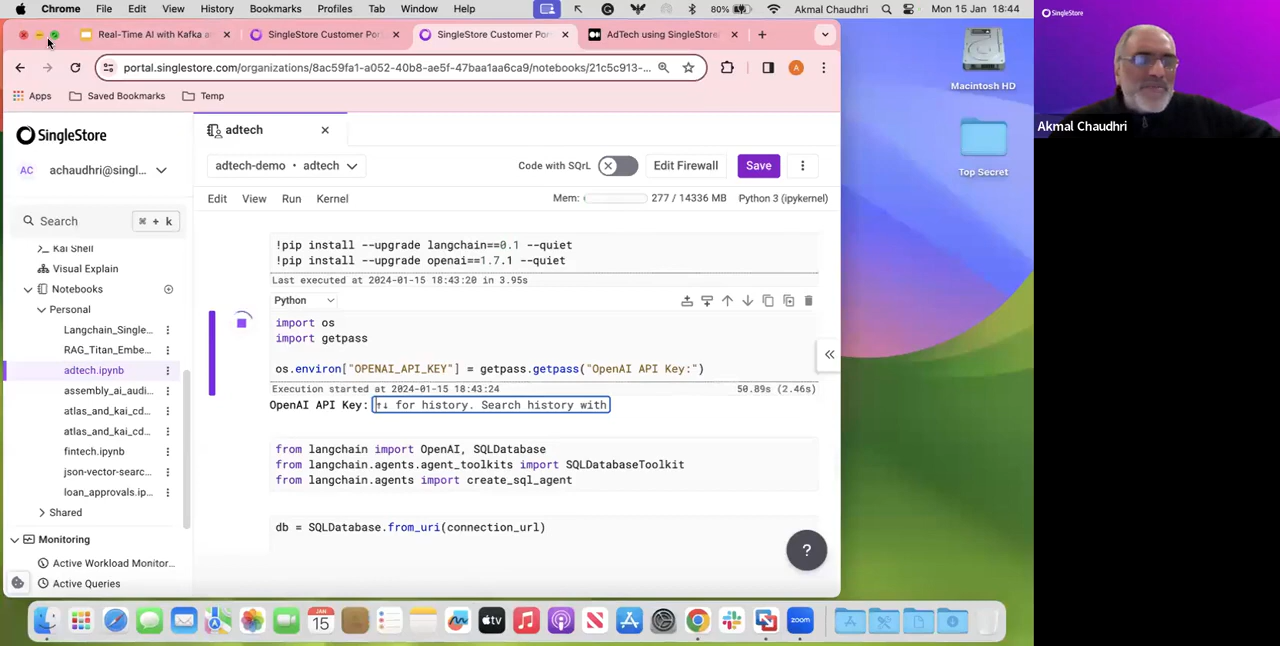 Chrome File Edit View History Bookmarks Profiles Tab Window Help 80% Akmal Chaudhri Mon 15 Jan 18:44
Real-Time AI with Kafka a
SingleStore Customer Por
SingleStore Customer Por
AdTech using SingleStore
portal.singlestore.com/organizations/8ac59fa1-a052-40b8-ae5f-47baa1aa6ca9/notebooks/21c5c913-...
A
Apps Saved Bookmarks Temp
SingleStore
AC achaudhri@singl...
Search ⌘ + k
Kai Shell
Visual Explain
Notebooks
Personal
Langchain_Single...
RAG_Titan_Embe...
adtech.ipynb
assembly_ai_audi...
atlas_and_kai_cd...
atlas_and_kai_cd...
fintech.ipynb
json-vector-searc...
loan_approvals.ip...
Shared
Monitoring
Active Workload Monitor...
Active Queries
adtech
adtech-demo • adtech
Code with SQrL Edit Firewall Save
Edit View Run Kernel
Mem: 277 / 14336 MB Python 3 (ipykernel)
!pip install --upgrade langchain==0.1 --quiet
!pip install --upgrade openai==1.7.1 --quiet
Last executed at 2024-01-15 18:43:20 in 3.95s
Python
import os
import getpass
os.environ["OPENAI_API_KEY"] = getpass.getpass("OpenAI API Key:")
Execution started at 2024-01-15 18:43:24 50.89s (2.46s)
OpenAI API Key: ↑↓ for history. Search history with
from langchain import OpenAI, SQLDatabase
from langchain.agents.agent_toolkits import SQLDatabaseToolkit
from langchain.agents import create_sql_agent
db = SQLDatabase.from_uri(connection_url)
?
Macintosh HD
Top Secret
JAN
15
tv
zoom
SingleStore
Akmal Chaudhri